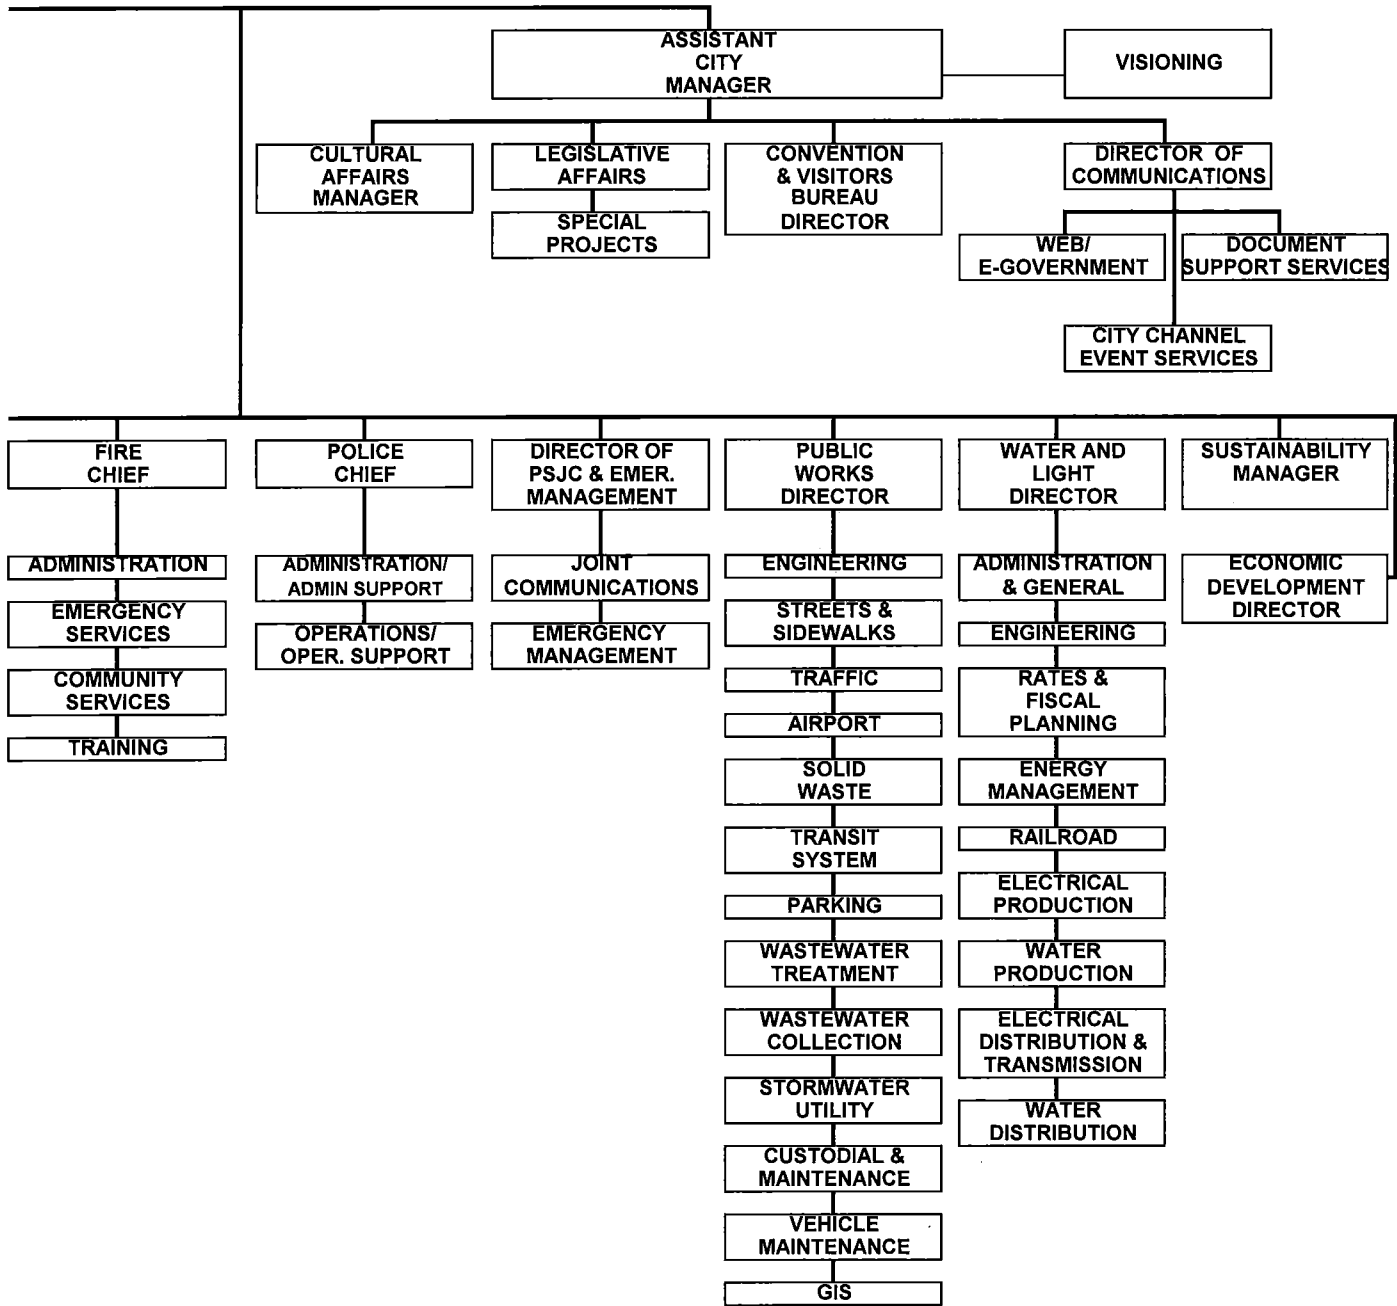 ASSISTANT
CITY
MANAGER
VISIONING
CULTURAL
AFFAIRS
MANAGER
LEGISLATIVE
AFFAIRS
SPECIAL
PROJECTS
CONVENTION
& VISITORS
BUREAU
DIRECTOR
DIRECTOR OF
COMMUNICATIONS
WEB/
E-GOVERNMENT
DOCUMENT
SUPPORT SERVICES
CITY CHANNEL
EVENT SERVICES
FIRE
CHIEF
ADMINISTRATION
EMERGENCY
SERVICES
COMMUNITY
SERVICES
TRAINING
POLICE
CHIEF
ADMINISTRATION/
ADMIN SUPPORT
OPERATIONS/
OPER. SUPPORT
DIRECTOR OF
PSJC & EMER.
MANAGEMENT
JOINT
COMMUNICATIONS
EMERGENCY
MANAGEMENT
PUBLIC
WORKS
DIRECTOR
ENGINEERING
STREETS &
SIDEWALKS
TRAFFIC
AIRPORT
SOLID
WASTE
TRANSIT
SYSTEM
PARKING
WASTEWATER
TREATMENT
WASTEWATER
COLLECTION
STORMWATER
UTILITY
CUSTODIAL &
MAINTENANCE
VEHICLE
MAINTENANCE
GIS
WATER AND
LIGHT
DIRECTOR
ADMINISTRATION
& GENERAL
ENGINEERING
RATES &
FISCAL
PLANNING
ENERGY
MANAGEMENT
RAILROAD
ELECTRICAL
PRODUCTION
WATER
PRODUCTION
ELECTRICAL
DISTRIBUTION &
TRANSMISSION
WATER
DISTRIBUTION
SUSTAINABILITY
MANAGER
ECONOMIC
DEVELOPMENT
DIRECTOR